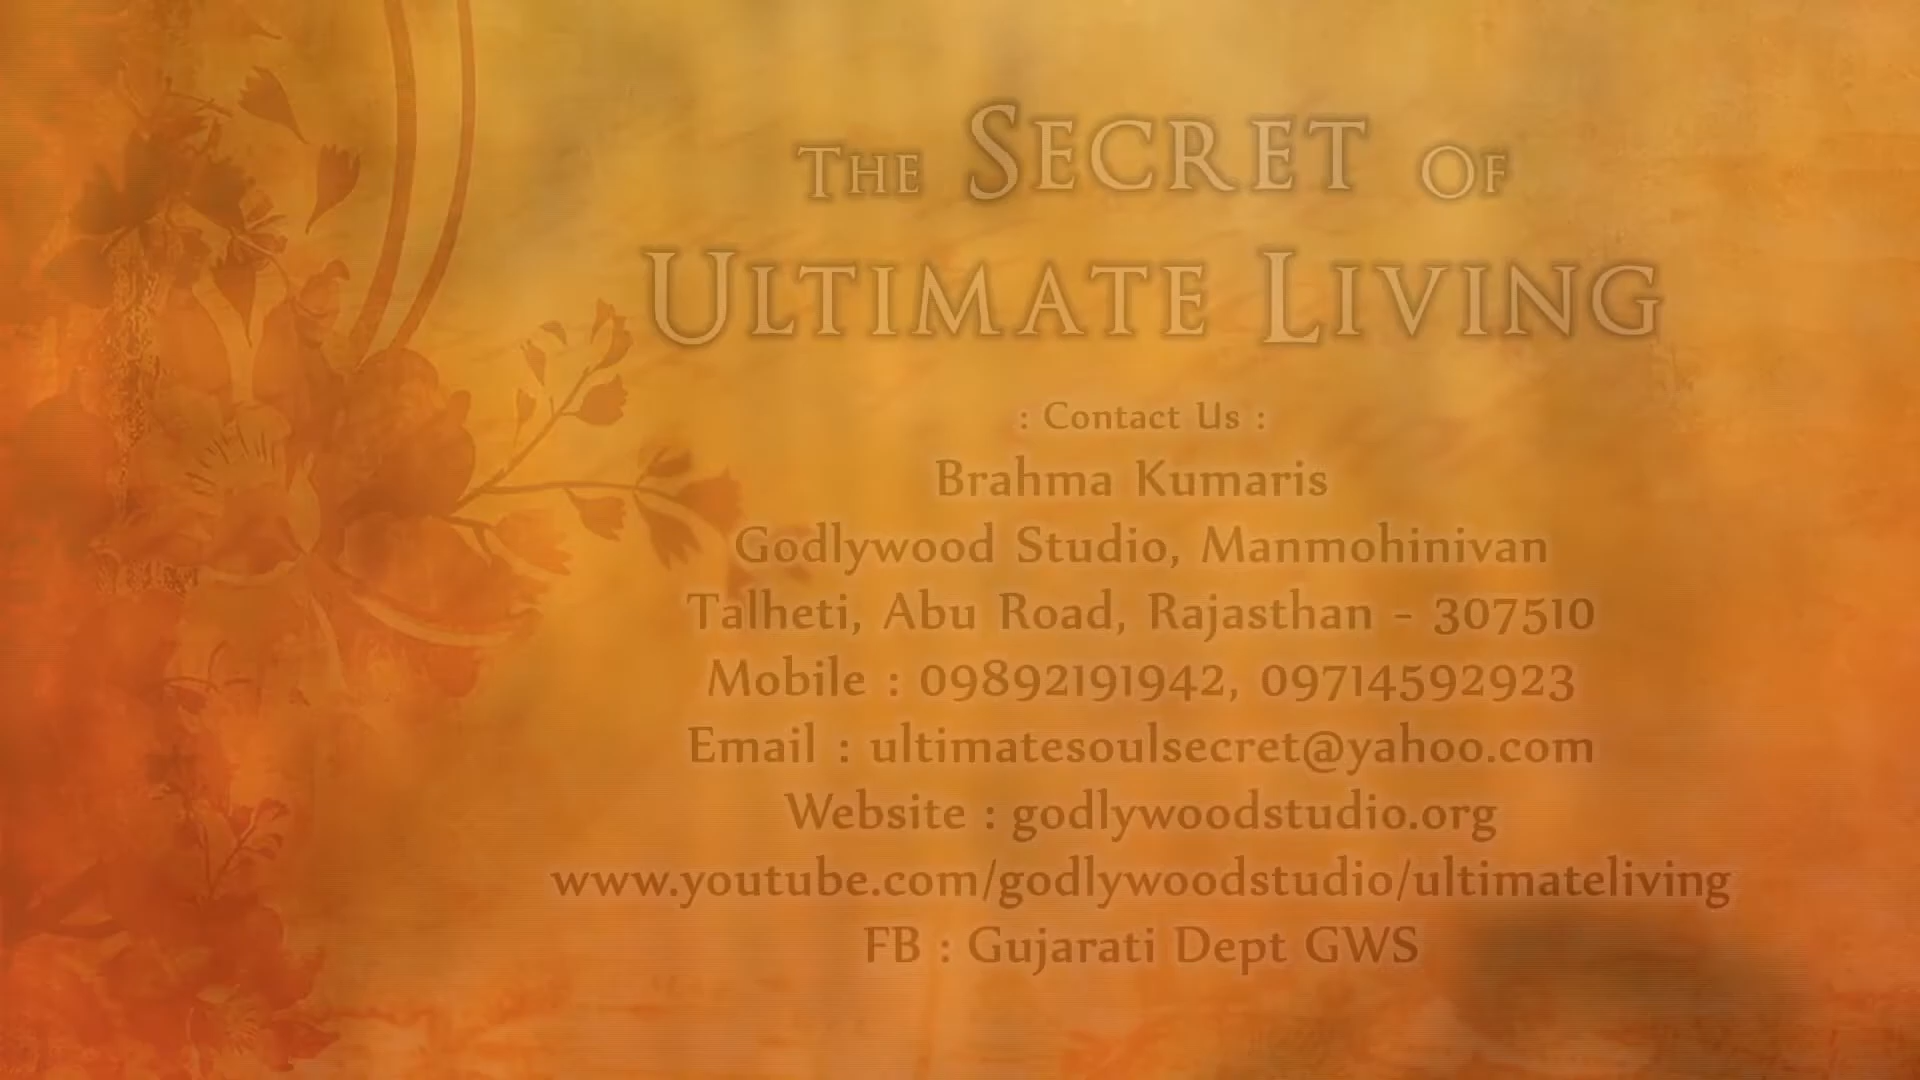 The Secret of
Ultimate Living
: Contact Us :
Brahma Kumaris
Godlywood Studio, Manmohinivan
Talheti, Abu Road, Rajasthan - 307510
Mobile : 09892191942, 09714592923
Email : ultimatesoulsecret@yahoo.com
Website : godlywoodstudio.org
www.youtube.com/godlywoodstudio/ultimateliving
FB : Gujarati Dept GWS